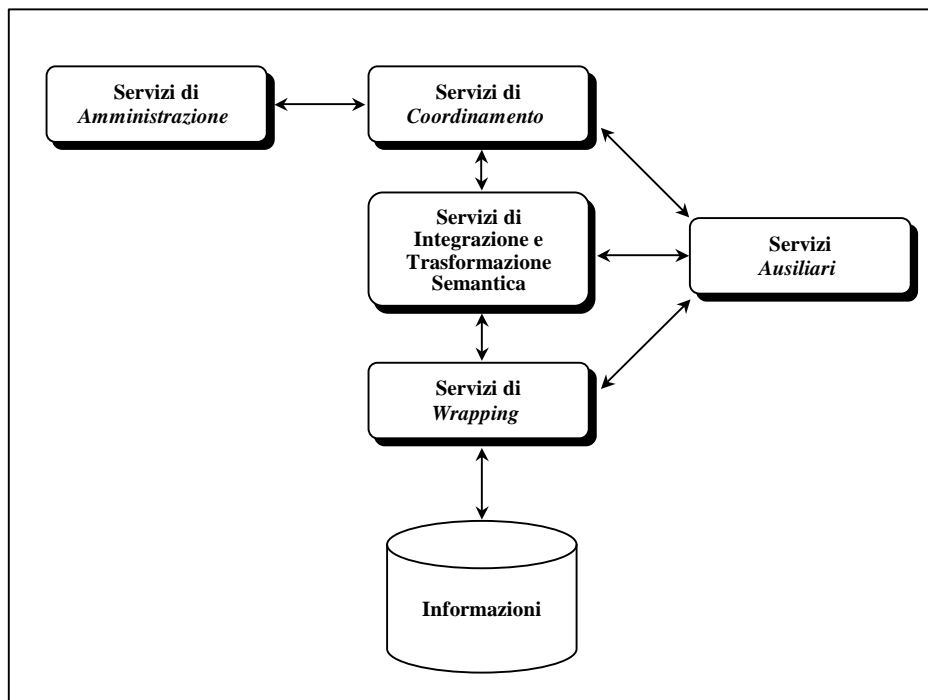 Servizi di
Amministrazione
Servizi di
Coordinamento
Servizi di
Integrazione e
Trasformazione
Semantica
Servizi
Ausiliari
Servizi di
Wrapping
Informazioni